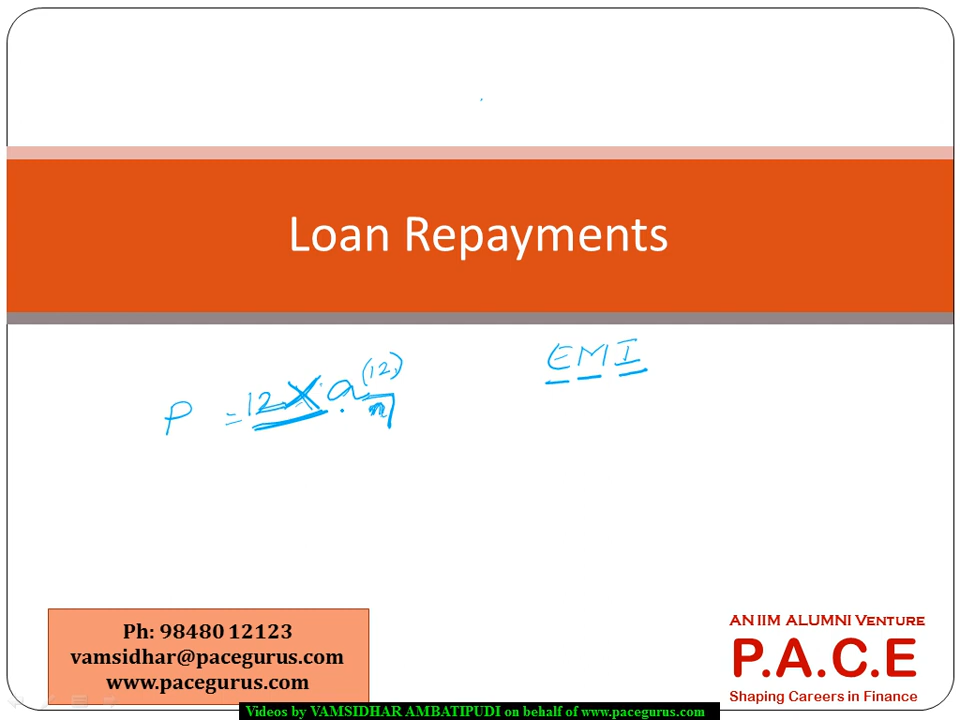 Loan Repayments
EMI
P = 12 X a (12) n
Ph: 98480 12123
vamsidhar@pacegurus.com
www.pacegurus.com
AN IIM ALUMNI VENTURE
P.A.C.E
Shaping Careers in Finance
Videos by VAMSIDHAR AMBATIPUDI on behalf of www.pacegurus.com